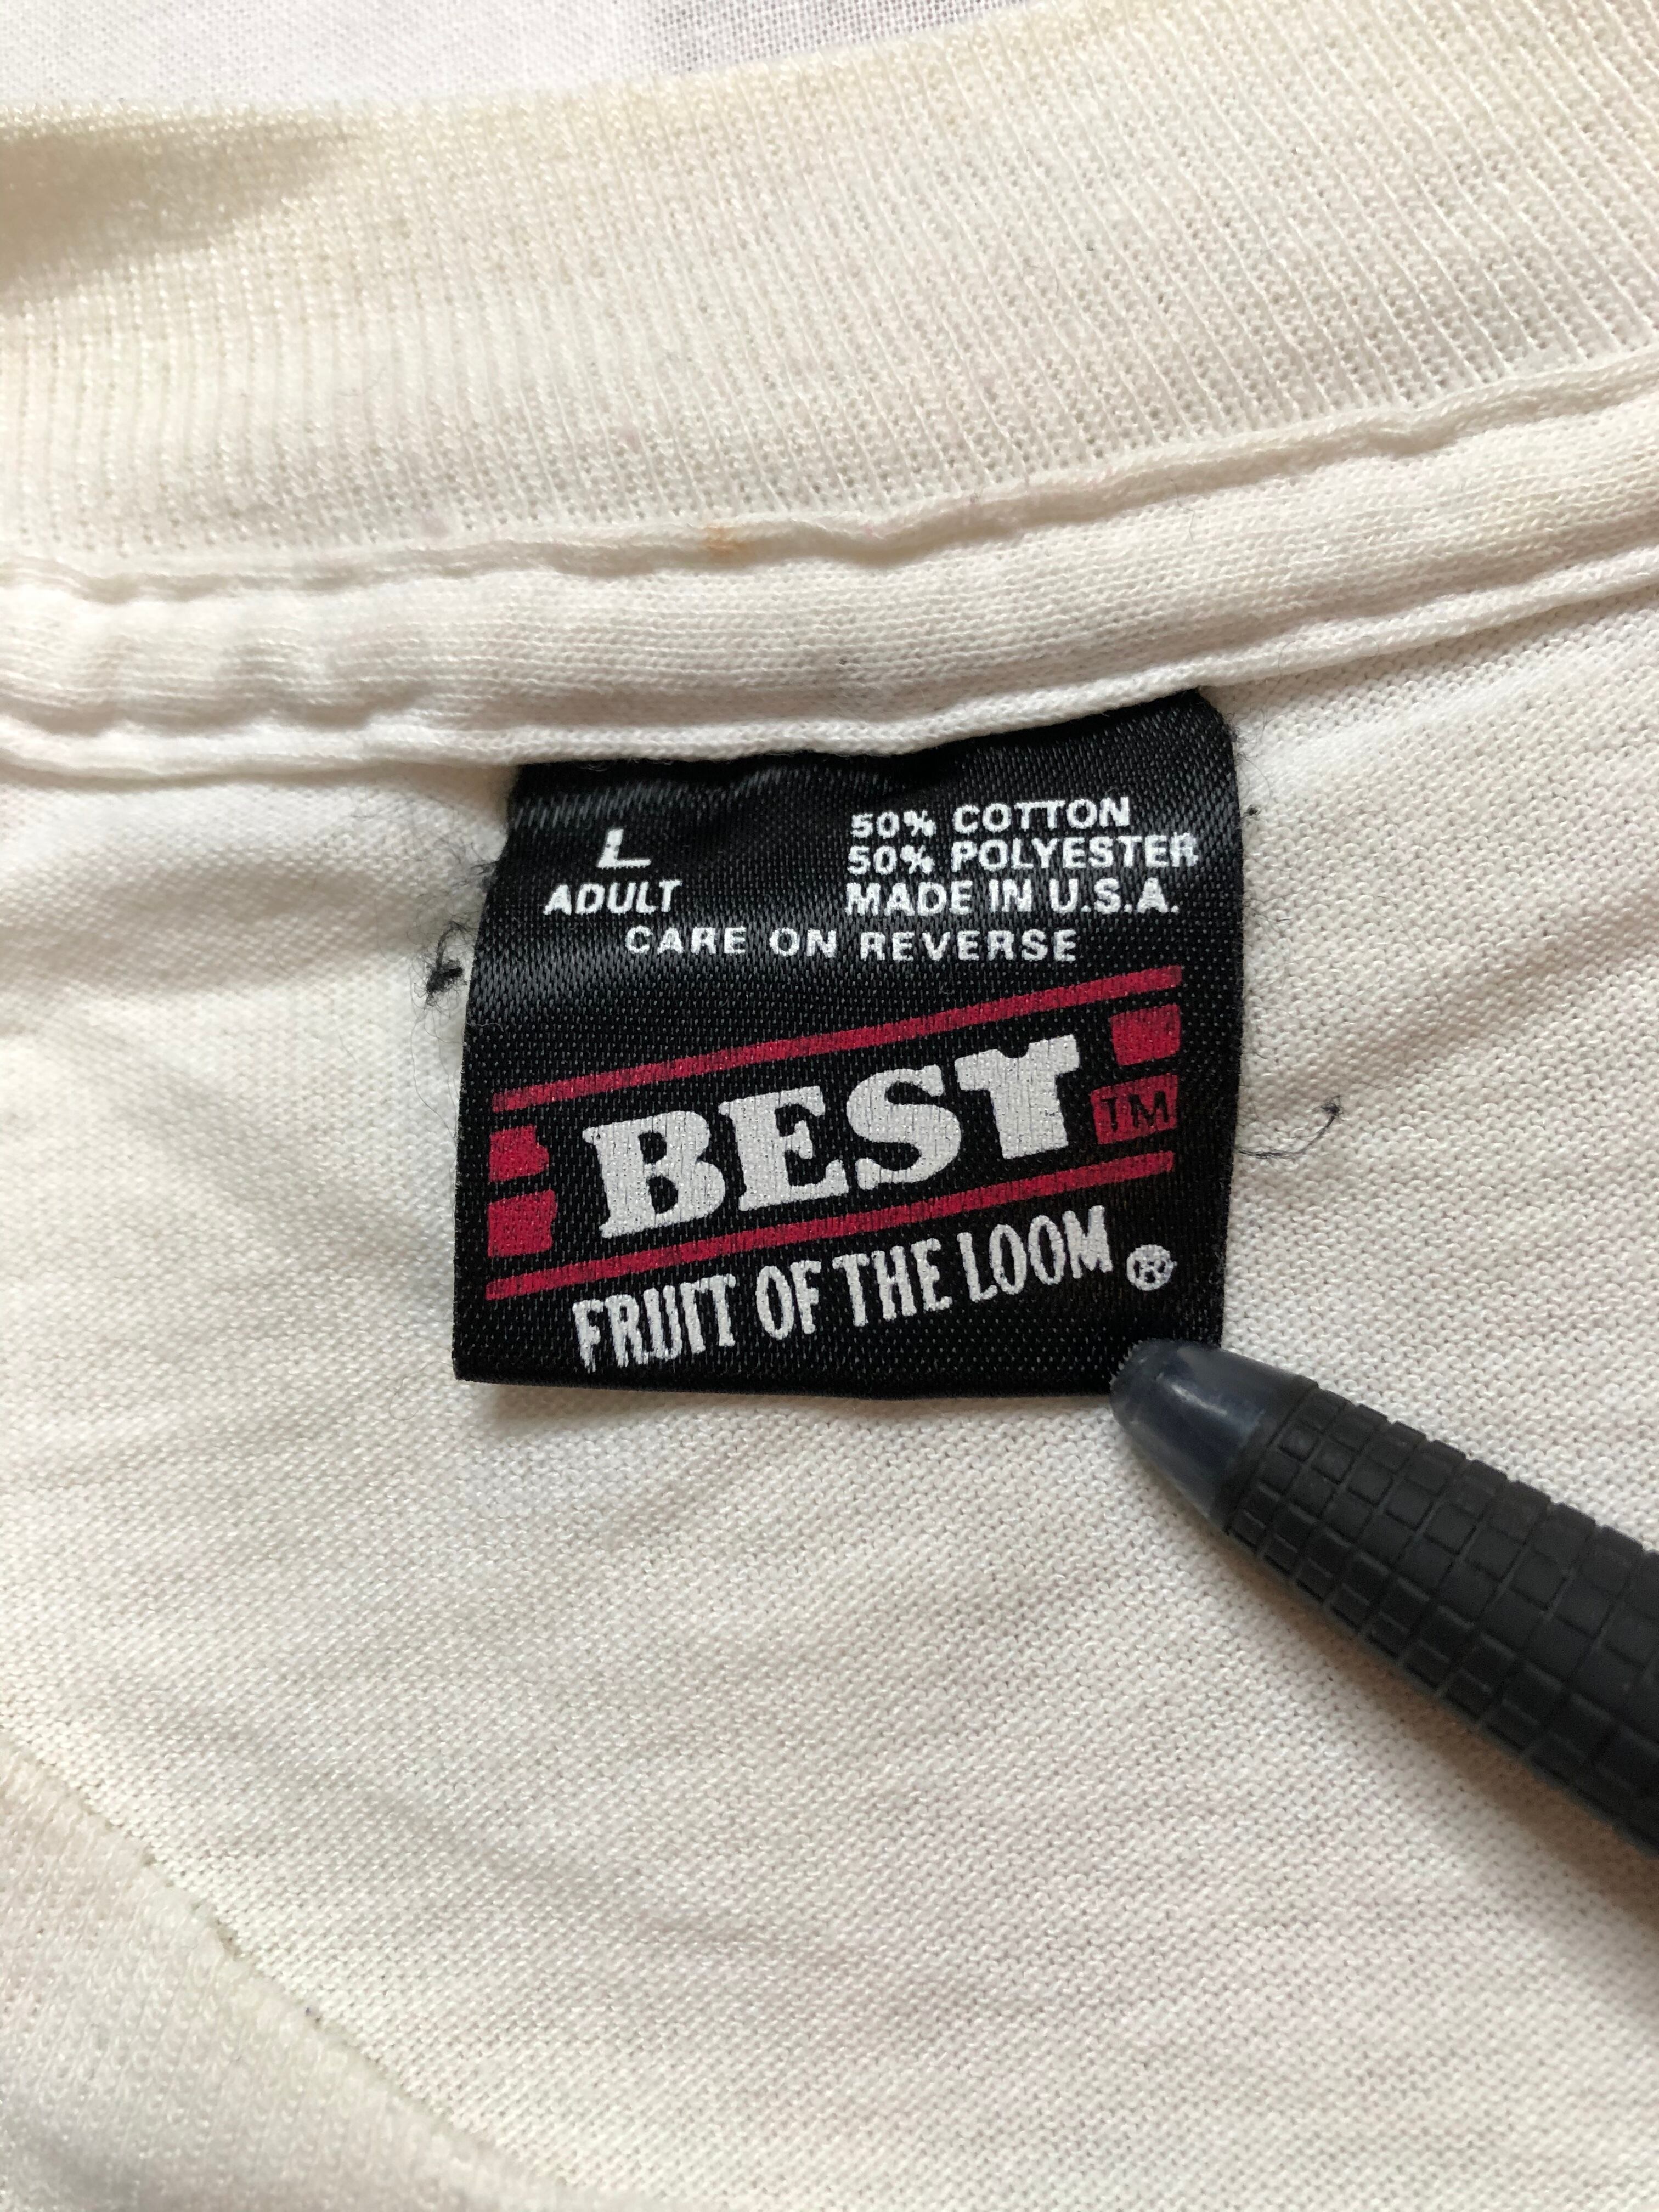 L
ADULT
50% COTTON
50% POLYESTER
MADE IN U.S.A.
CARE ON REVERSE
BEST TM
FRUIT OF THE LOOM ®